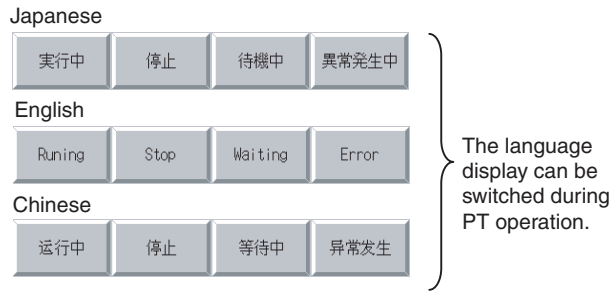 Japanese
実行中 停止 待機中 異常発生中
English
Runing Stop Waiting Error
Chinese
运行中 停止 等待中 异常发生
The language
display can be
switched during
PT operation.